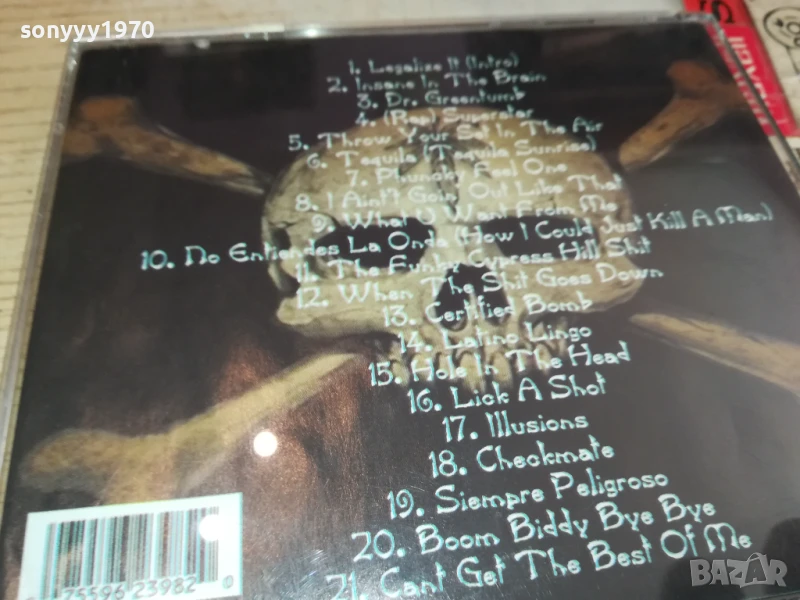 sonyyy1970
1. Legalize It (Intro)
2. Insane In The Brain
3. Dr. Greentumb
4. (Rap) Superstar
5. Throw Your Set In The Air
6. Tequila (Tequila Sunrise)
7. Phuncky Feel One
8. I Ain't Goin' Out Like That
9. What U Want From Me
10. No Entiendes La Onda (How I Could Just Kill A Man)
11. The Funky Cypress Hill Shit
12. When The Shit Goes Down
13. Certified Bomb
14. Latino Lingo
15. Hole In The Head
16. Lick A Shot
17. Illusions
18. Checkmate
19. Siempre Peligroso
20. Boom Biddy Bye Bye
21. Cant Get The Best Of Me
75596 23982
BAZAR